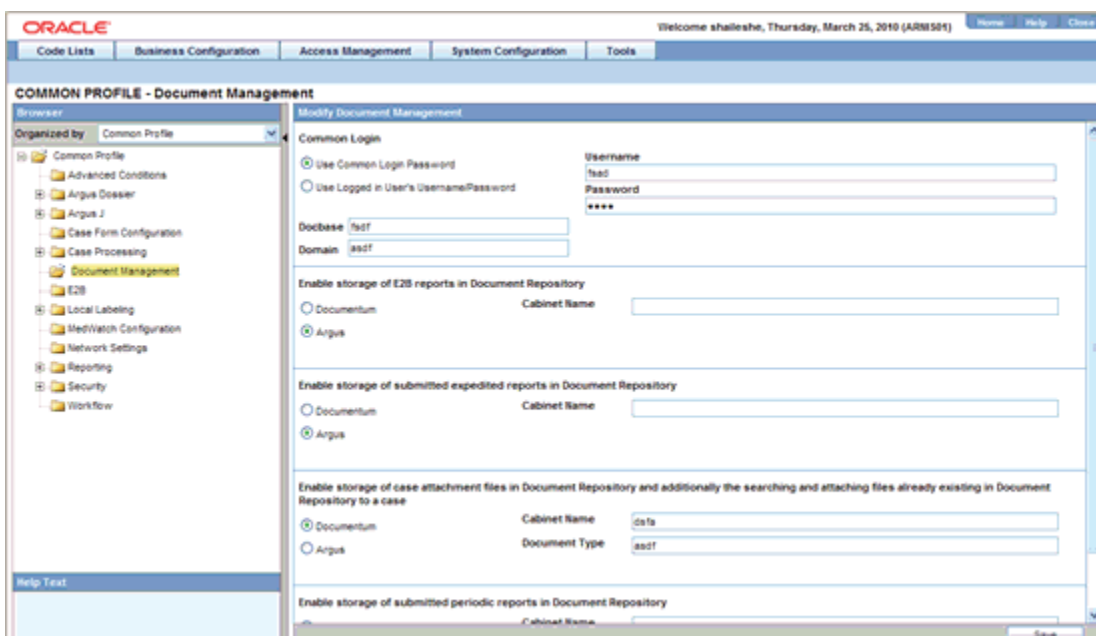 ORACLE
Welcome shaileshe, Thursday, March 25, 2010 (ARMIS01)
Home Help Close
Code Lists Business Configuration Access Management System Configuration Tools
COMMON PROFILE - Document Management
Browser
Organized by Common Profile
Common Profile
Advanced Conditions
Argus Dossier
Argus J
Case Form Configuration
Case Processing
Document Management
E2B
Local Labeling
MedWatch Configuration
Network Settings
Reporting
Security
Workflow
Help Text
Modify Document Management
Common Login
Use Common Login Password
Use Logged in User's Username/Password
Username
fsad
Password
••••
Docbase fsdf
Domain asdf
Enable storage of E2B reports in Document Repository
Documentum Cabinet Name
Argus
Enable storage of submitted expedited reports in Document Repository
Documentum Cabinet Name
Argus
Enable storage of case attachment files in Document Repository and additionally the searching and attaching files already existing in Document
Repository to a case
Documentum Cabinet Name dsfa
Argus Document Type asdf
Enable storage of submitted periodic reports in Document Repository
Cabinet Name
Save